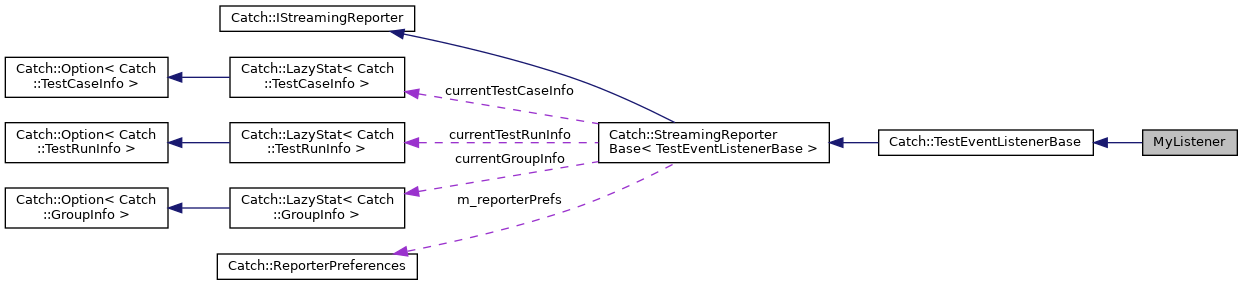 Catch::IStreamingReporter
Catch::Option< Catch
::TestCaseInfo >
Catch::LazyStat< Catch
::TestCaseInfo >
currentTestCaseInfo
Catch::Option< Catch
::TestRunInfo >
Catch::LazyStat< Catch
::TestRunInfo >
currentTestRunInfo
Catch::StreamingReporter
Base< TestEventListenerBase >
Catch::TestEventListenerBase
MyListener
currentGroupInfo
Catch::Option< Catch
::GroupInfo >
Catch::LazyStat< Catch
::GroupInfo >
m_reporterPrefs
Catch::ReporterPreferences